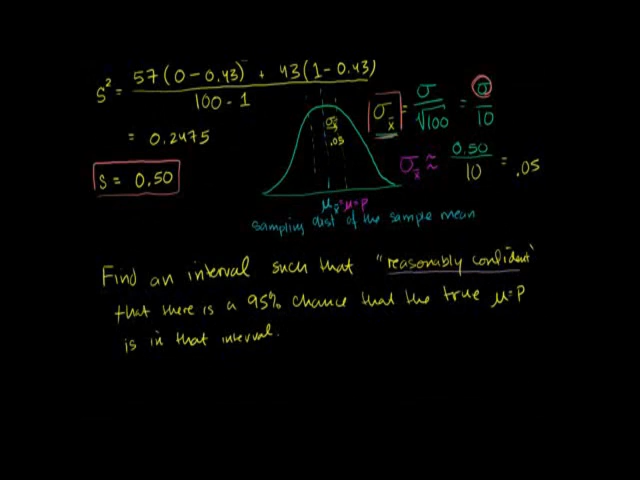 S² = 57(0-0.43) + 43(1-0.43) / 100-1
= 0.2475
S = 0.50
σ
.05
σx̄ = σ/√100 = σ/10
σx̄ ≈ 0.50/10 = .05
μx̄ = μ=p
sampling dist of the sample mean
Find an interval such that "reasonably confident"
that there is a 95% chance that the true μ=P
is in that interval.